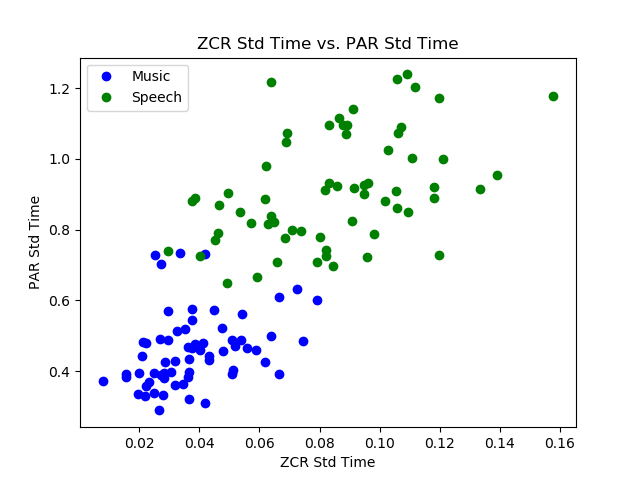 ZCR Std Time vs. PAR Std Time
Music
Speech
PAR Std Time
1.2
1.0
0.8
0.6
0.4
0.02 0.04 0.06 0.08 0.10 0.12 0.14 0.16
ZCR Std Time